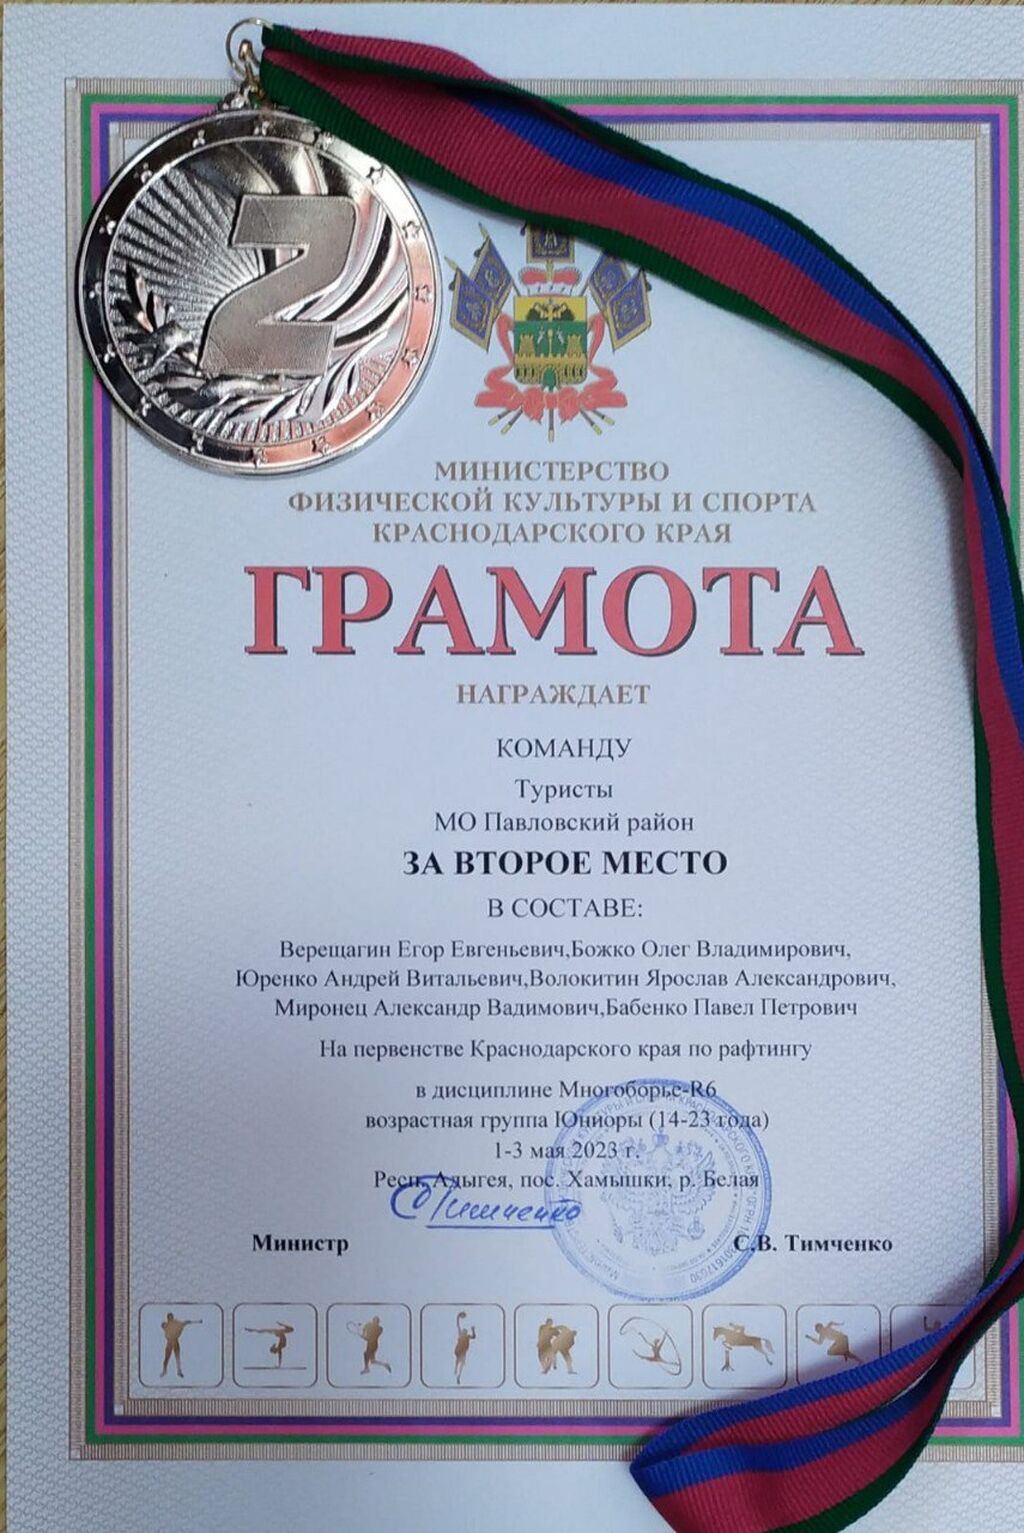 2
МИНИСТЕРСТВО
ФИЗИЧЕСКОЙ КУЛЬТУРЫ И СПОРТА
КРАСНОДАРСКОГО КРАЯ
ГРАМОТА
НАГРАЖДАЕТ
КОМАНДУ
Туристы
МО Павловский район
ЗА ВТОРОЕ МЕСТО
В СОСТАВЕ:
Верещагин Егор Евгеньевич,Божко Олег Владимирович,
Юренко Андрей Витальевич,Волокитин Ярослав Александрович,
Миронец Александр Вадимович,Бабенко Павел Петрович
На первенстве Краснодарского края по рафтингу
в дисциплине Многоборье-R6
возрастная группа Юниоры (14-23 года)
1-3 мая 2023 г.
Респ. Адыгея, пос. Хамышки, р. Белая
Министр С.В. Тимченко